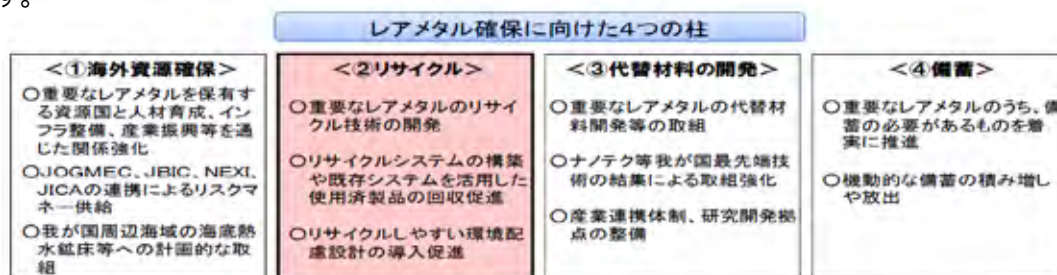 す。
レアメタル確保に向けた4つの柱
＜①海外資源確保＞
○重要なレアメタルを保有す
る資源国と人材育成、イン
フラ整備、産業振興等を通
じた関係強化
○JOGMEC、JBIC、NEXI、
JICAの連携によるリスクマ
ネー供給
○我が国周辺海域の海底熱
水鉱床等への計画的な取
組
＜②リサイクル＞
○重要なレアメタルのリサイ
クル技術の開発
○リサイクルシステムの構築
や既存システムを活用した
使用済製品の回収促進
○リサイクルしやすい環境配
慮設計の導入促進
＜③代替材料の開発＞
○重要なレアメタルの代替材
料開発等の取組
○ナノテク等我が国最先端技
術の結集による取組強化
○産業連携体制、研究開発拠
点の整備
＜④備蓄＞
○重要なレアメタルのうち、備
蓄の必要があるものを着
実に推進
○機動的な備蓄の積み増し
や放出